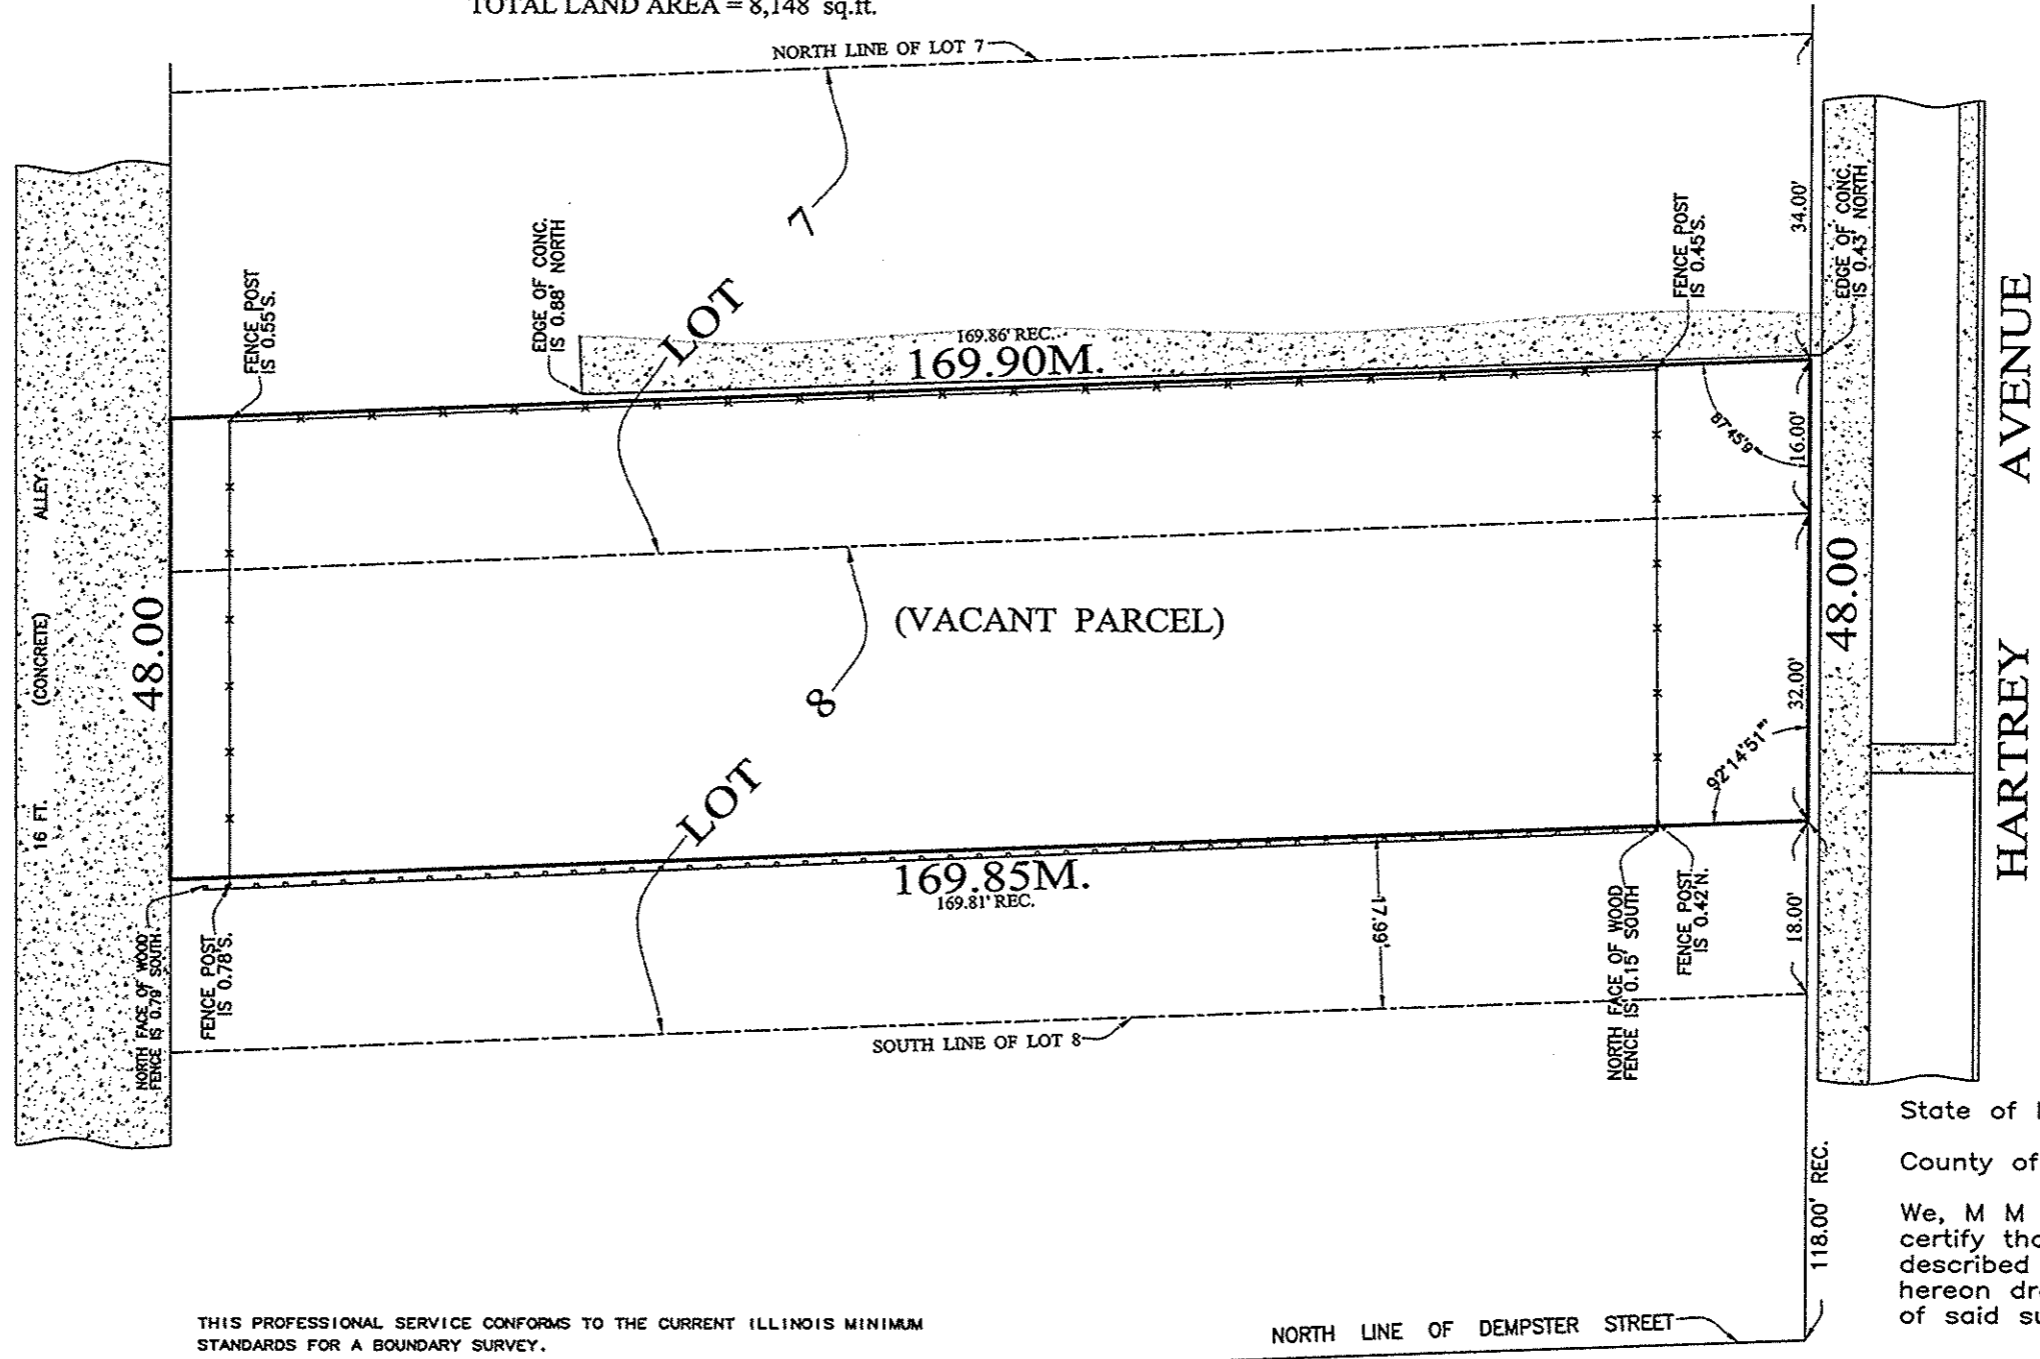 TOTAL LAND AREA = 8,148 sq.ft.
NORTH LINE OF LOT 7
34.00'
EDGE OF CONC.
IS 0.43' NORTH
FENCE POST
IS 0.45'S.
7
LOT
EDGE OF CONC.
IS 0.88' NORTH
FENCE POST
IS 0.55'S.
169.86' REC.
169.90M.
87°45'9"
16.00'
AVENUE
HARTREY
ALLEY
(CONCRETE)
16 FT.
48.00
48.00
(VACANT PARCEL)
8
LOT
32.00'
92°14'51"
169.85M.
169.81' REC.
17.99'
18.00'
NORTH FACE OF WOOD
FENCE IS 0.79' SOUTH
FENCE POST
IS 0.78'S.
NORTH FACE OF WOOD
FENCE IS 0.15' SOUTH
FENCE POST
IS 0.42'N.
SOUTH LINE OF LOT 8
118.00' REC.
State of
County of
We, M M
certify
described
hereon
of said
THIS PROFESSIONAL SERVICE CONFORMS TO THE CURRENT ILLINOIS MINIMUM
STANDARDS FOR A BOUNDARY SURVEY.
NORTH LINE OF DEMPSTER STREET